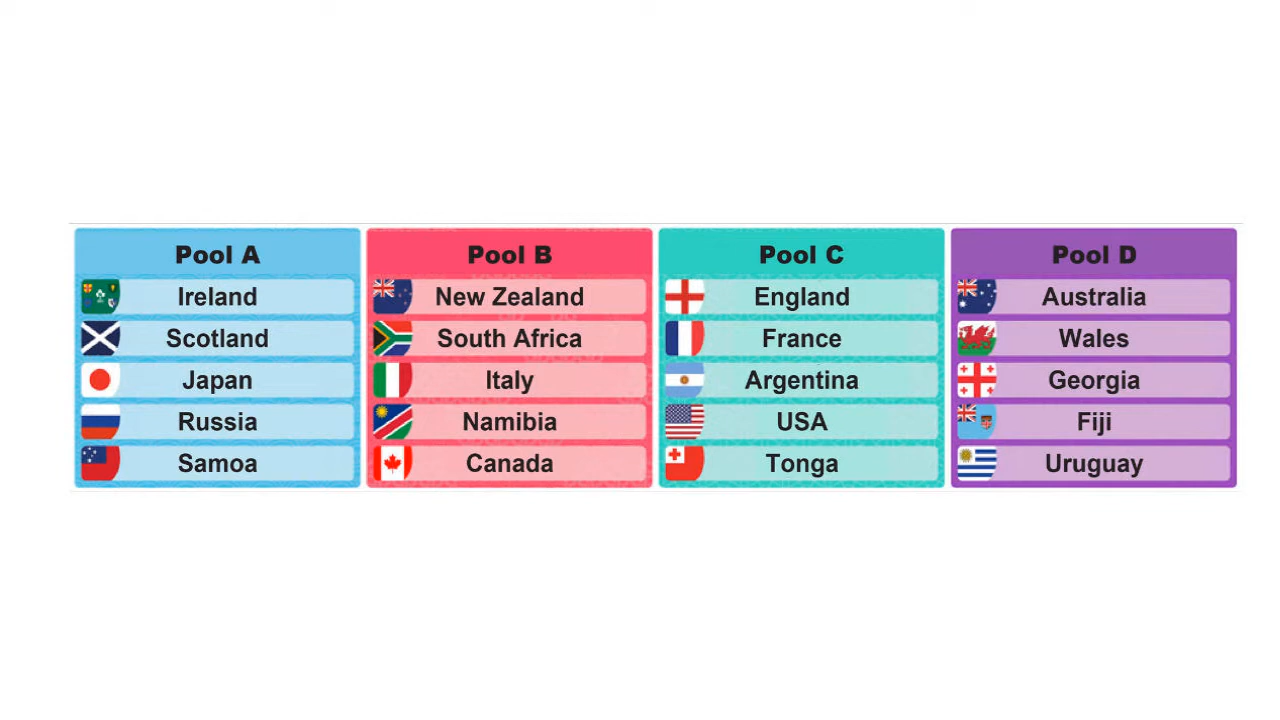 Pool A
Ireland
Scotland
Japan
Russia
Samoa
Pool B
New Zealand
South Africa
Italy
Namibia
Canada
Pool C
England
France
Argentina
USA
Tonga
Pool D
Australia
Wales
Georgia
Fiji
Uruguay